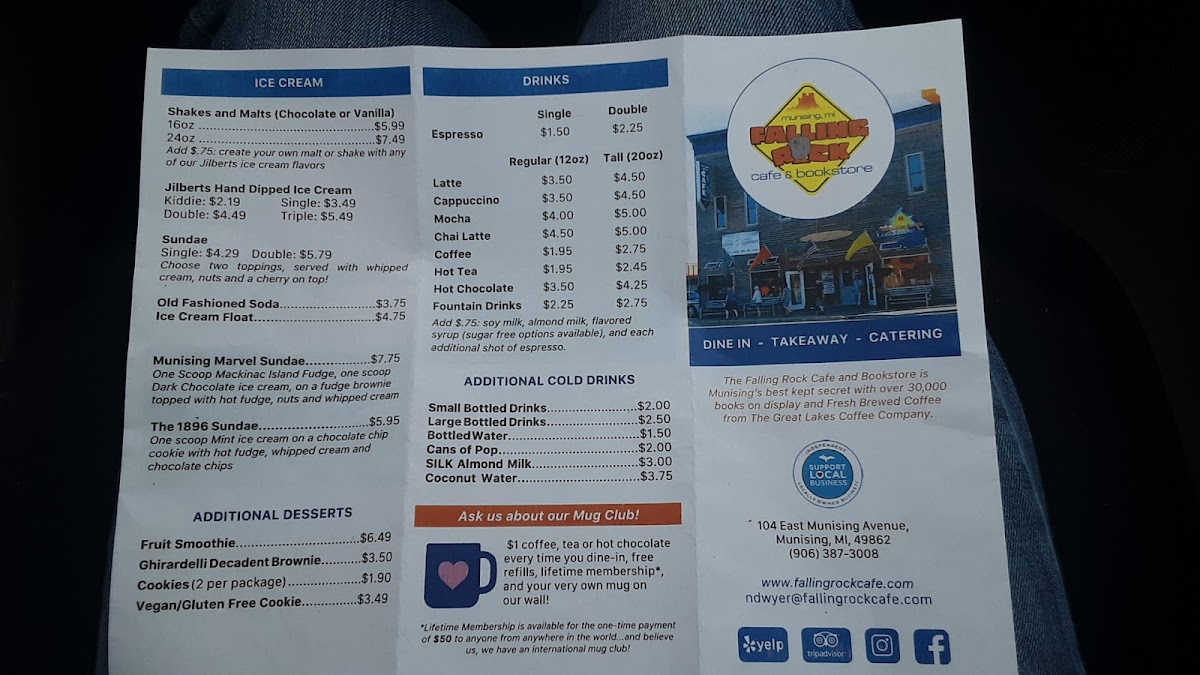 ICE CREAM
Shakes and Malts (Chocolate or Vanilla)
16oz ........................................$5.99
24oz ........................................$7.49
Add $.75: create your own malt or shake with any
of our Jilberts ice cream flavors
Jilberts Hand Dipped Ice Cream
Kiddie: $2.19 Single: $3.49
Double: $4.49 Triple: $5.49
Sundae
Single: $4.29 Double: $5.79
Choose two toppings, served with whipped
cream, nuts and a cherry on top!
Old Fashioned Soda......................$3.75
Ice Cream Float............................$4.75
Munising Marvel Sundae...............$7.75
One Scoop Mackinac Island Fudge, one scoop
Dark Chocolate ice cream, on a fudge brownie
topped with hot fudge, nuts and whipped cream
The 1896 Sundae..........................$5.95
One scoop Mint ice cream on a chocolate chip
cookie with hot fudge, whipped cream and
chocolate chips
ADDITIONAL DESSERTS
Fruit Smoothie............................$6.49
Ghirardelli Decadent Brownie..........$3.50
Cookies (2 per package)................$1.90
Vegan/Gluten Free Cookie.............$3.49
DRINKS
Single Double
Espresso $1.50 $2.25
Regular (12oz) Tall (20oz)
Latte $3.50 $4.50
Cappuccino $3.50 $4.50
Mocha $4.00 $5.00
Chai Latte $4.50 $5.00
Coffee $1.95 $2.75
Hot Tea $1.95 $2.45
Hot Chocolate $3.50 $4.25
Fountain Drinks $2.25 $2.75
Add $.75: soy milk, almond milk, flavored
syrup (sugar free options available), and each
additional shot of espresso.
ADDITIONAL COLD DRINKS
Small Bottled Drinks.......................$2.00
Large Bottled Drinks.......................$2.50
Bottled Water.................................$1.50
Cans of Pop...................................$2.00
SILK Almond Milk...........................$3.00
Coconut Water...............................$3.75
Ask us about our Mug Club!
$1 coffee, tea or hot chocolate
every time you dine-in, free
refills, lifetime membership*,
and your very own mug on
our wall!
*Lifetime Membership is available for the one-time payment
of $50 to anyone from anywhere in the world...and believe
us, we have an international mug club!
munising, mi
FALLING
ROCK
cafe & bookstore
CAFE
DINE IN - TAKEAWAY - CATERING
The Falling Rock Cafe and Bookstore is
Munising's best kept secret with over 30,000
books on display and Fresh Brewed Coffee
from The Great Lakes Coffee Company.
INDEPENDENT
SUPPORT
LOCAL
BUSINESS
LOCALLY OWNED BUSINESS
104 East Munising Avenue,
Munising, MI, 49862
(906) 387-3008
www.fallingrockcafe.com
ndwyer@fallingrockcafe.com
yelp
tripadvisor